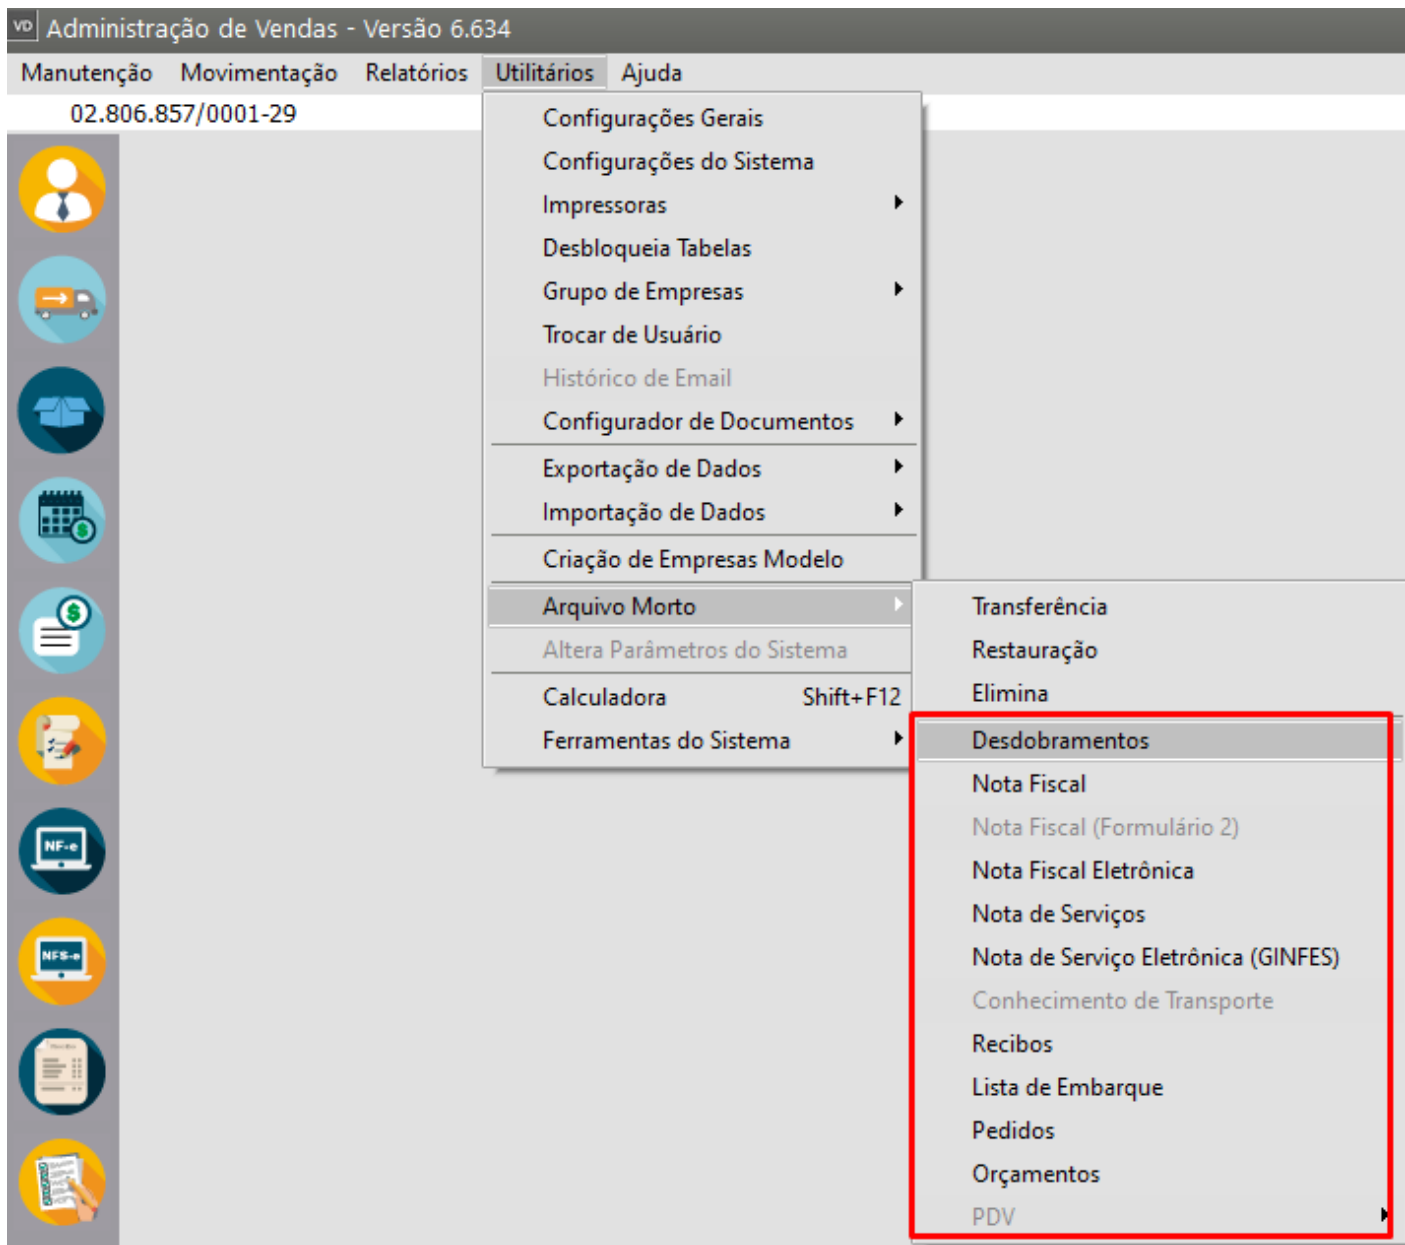 VD Administração de Vendas - Versão 6.634
Manutenção Movimentação Relatórios Utilitários Ajuda
02.806.857/0001-29
Configurações Gerais
Configurações do Sistema
Impressoras
Desbloqueia Tabelas
Grupo de Empresas
Trocar de Usuário
Histórico de Email
Configurador de Documentos
Exportação de Dados
Importação de Dados
Criação de Empresas Modelo
Arquivo Morto
Altera Parâmetros do Sistema
Calculadora Shift+F12
Ferramentas do Sistema
Transferência
Restauração
Elimina
Desdobramentos
Nota Fiscal
Nota Fiscal (Formulário 2)
Nota Fiscal Eletrônica
Nota de Serviços
Nota de Serviço Eletrônica (GINFES)
Conhecimento de Transporte
Recibos
Lista de Embarque
Pedidos
Orçamentos
PDV
NF-e
NFS-e